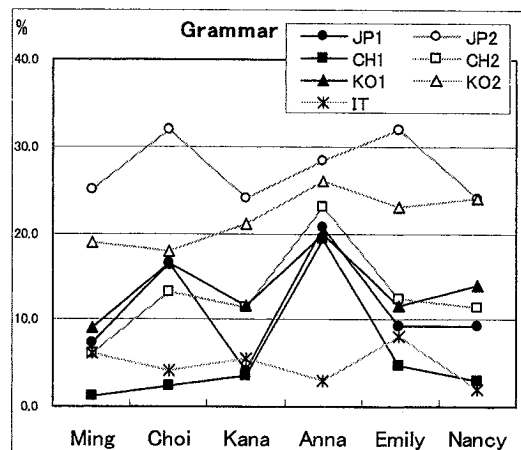 %
Grammar
JP1 JP2
CH1 CH2
KO1 KO2
IT
40.0
30.0
20.0
10.0
0.0
Ming Choi Kana Anna Emily Nancy